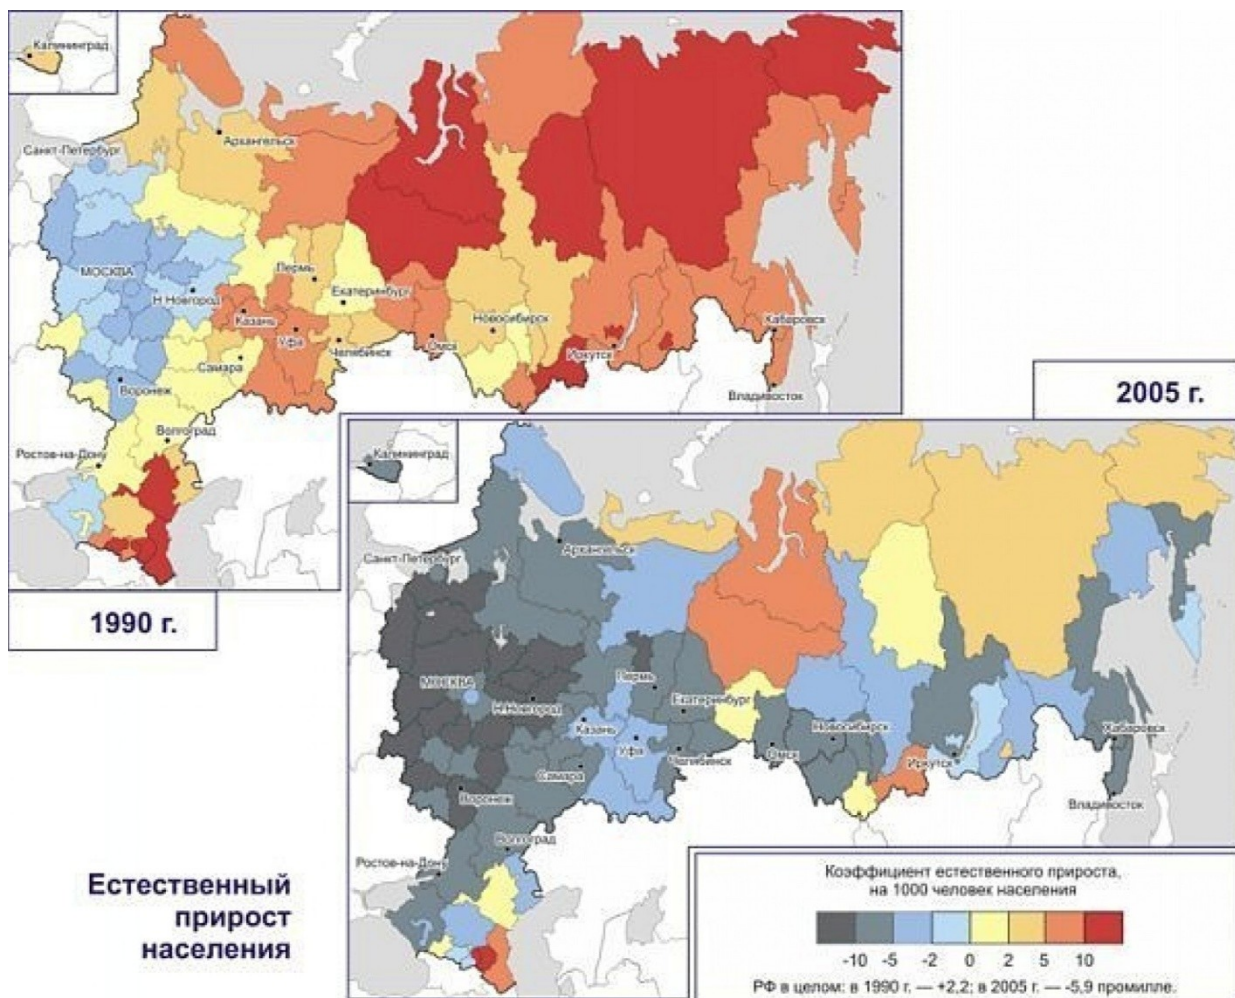 Калининград
Архангельск
Санкт-Петербург
МОСКВА
Н.Новгород
Пермь
Екатеринбург
Казань
Уфа
Челябинск
Самара
Омск
Новосибирск
Иркутск
Хабаровск
Владивосток
Воронеж
Волгоград
Ростов-на-Дону
1990 г.
2005 г.
Калининград
Архангельск
Санкт-Петербург
МОСКВА
Н.Новгород
Пермь
Екатеринбург
Казань
Уфа
Челябинск
Самара
Омск
Новосибирск
Иркутск
Хабаровск
Владивосток
Воронеж
Волгоград
Ростов-на-Дону
Естественный
прирост
населения
Коэффициент естественного прироста,
на 1000 человек населения
-10 -5 -2 0 2 5 10
РФ в целом: в 1990 г. — +2,2; в 2005 г. — -5,9 промилле.